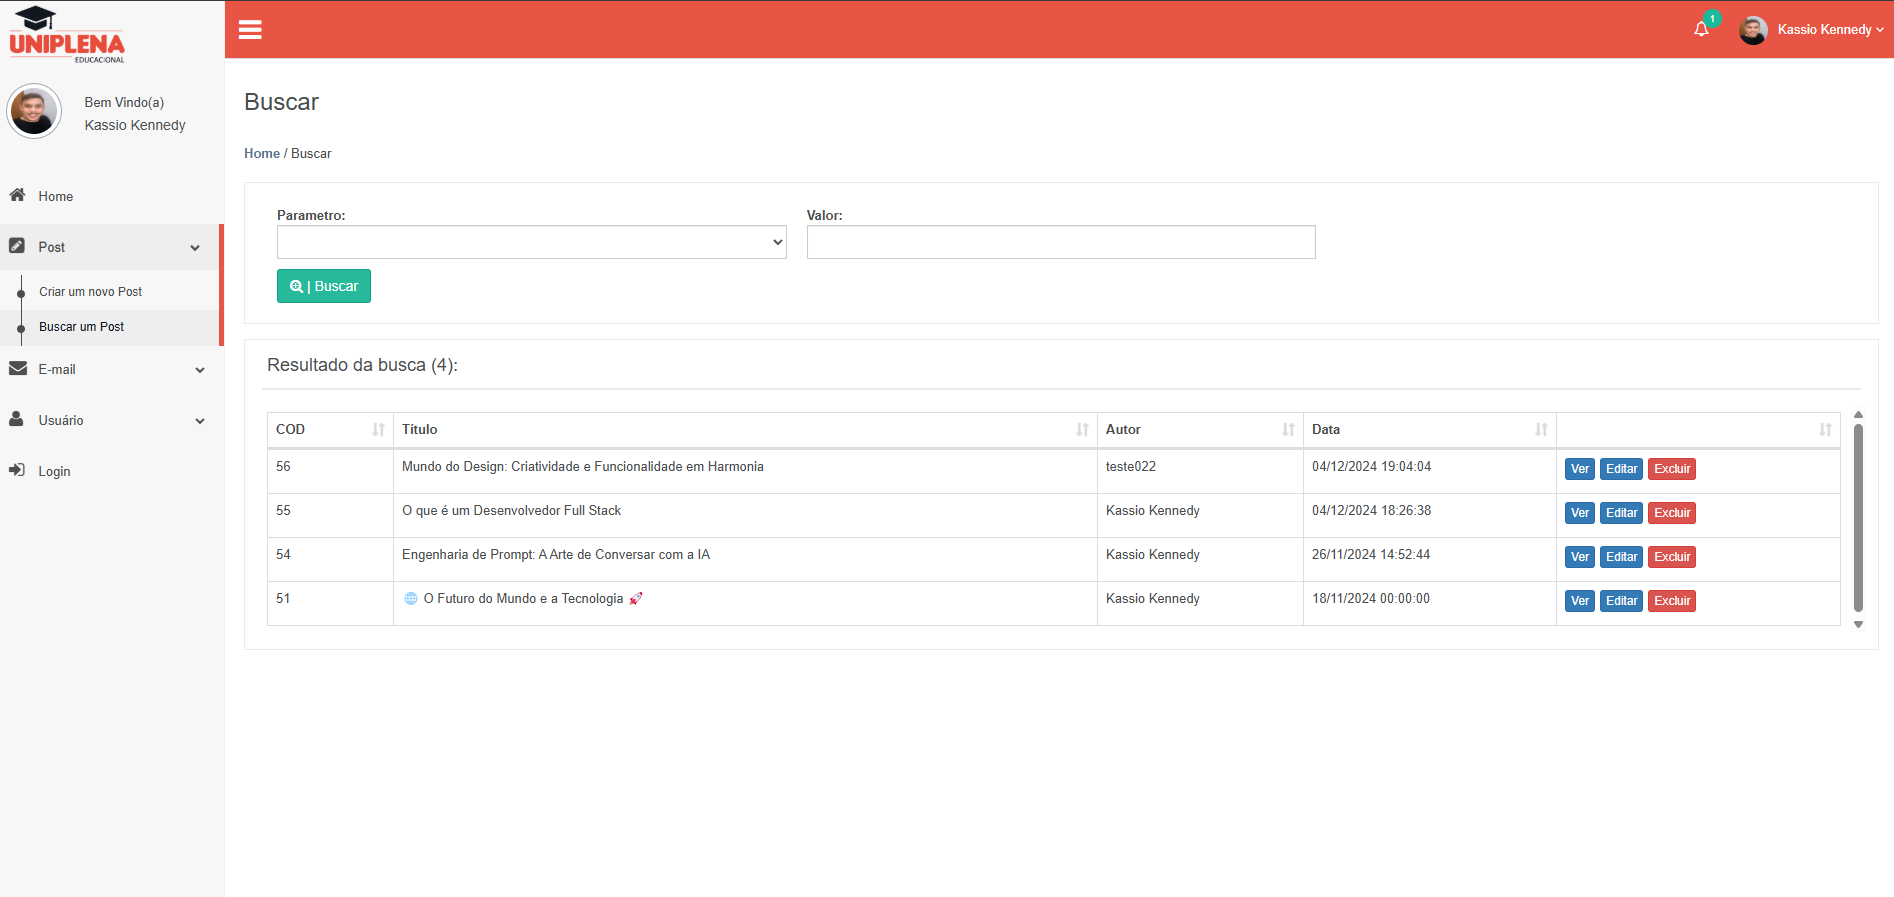 UNIPLENA
EDUCACIONAL
1
Kassio Kennedy
Bem Vindo(a)
Kassio Kennedy
Home
Post
Criar um novo Post
Buscar um Post
E-mail
Usuário
Login
Buscar
Home / Buscar
Parametro: Valor:
| Buscar
Resultado da busca (4):
COD Título Autor Data
56 Mundo do Design: Criatividade e Funcionalidade em Harmonia teste022 04/12/2024 19:04:04 Ver Editar Excluir
55 O que é um Desenvolvedor Full Stack Kassio Kennedy 04/12/2024 18:26:38 Ver Editar Excluir
54 Engenharia de Prompt: A Arte de Conversar com a IA Kassio Kennedy 26/11/2024 14:52:44 Ver Editar Excluir
51 🌐 O Futuro do Mundo e a Tecnologia 🚀 Kassio Kennedy 18/11/2024 00:00:00 Ver Editar Excluir